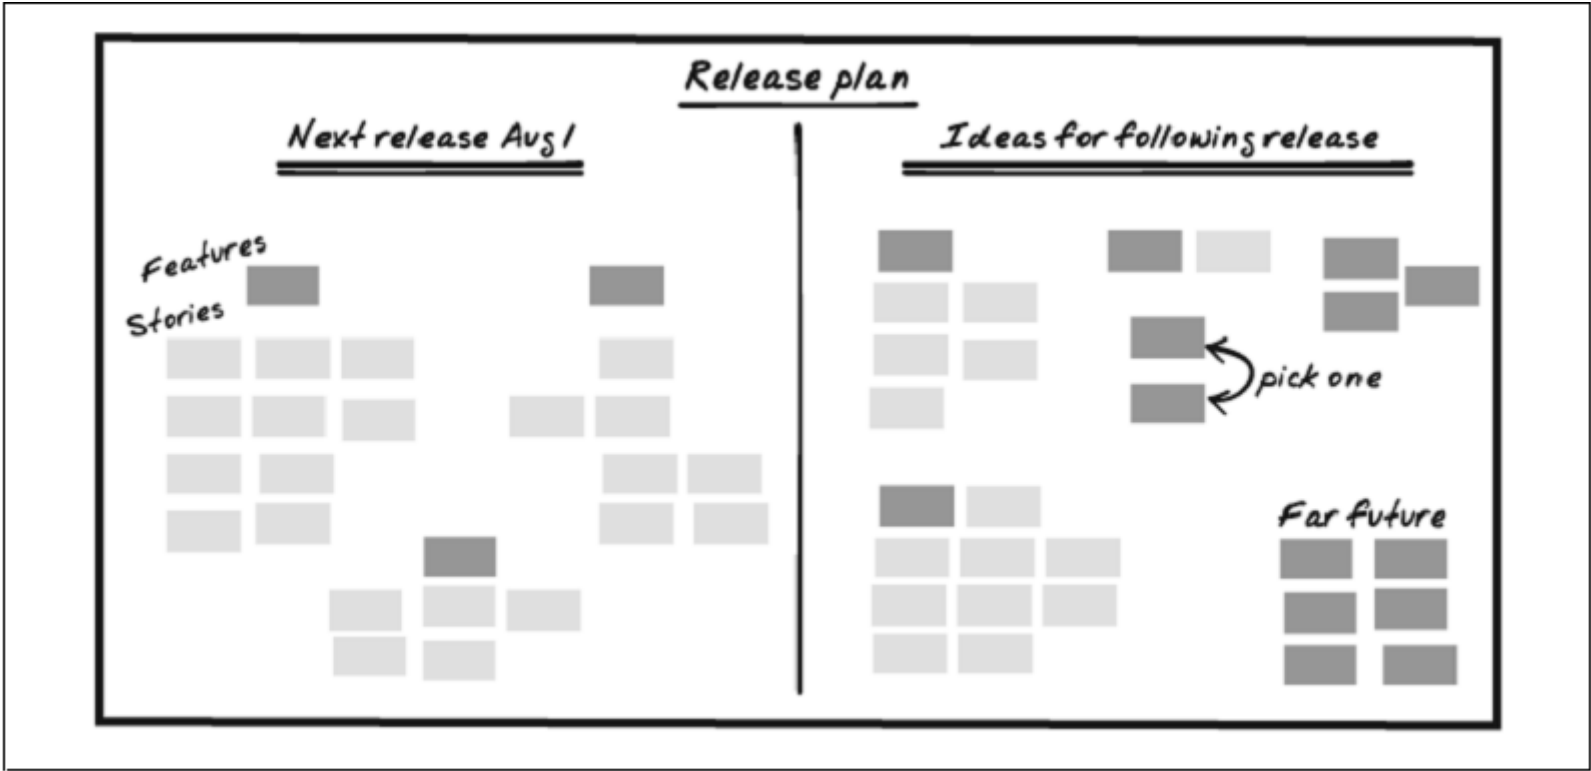 Release plan
Next release Aug 1
Features
Stories
Ideas for following release
pick one
Far future